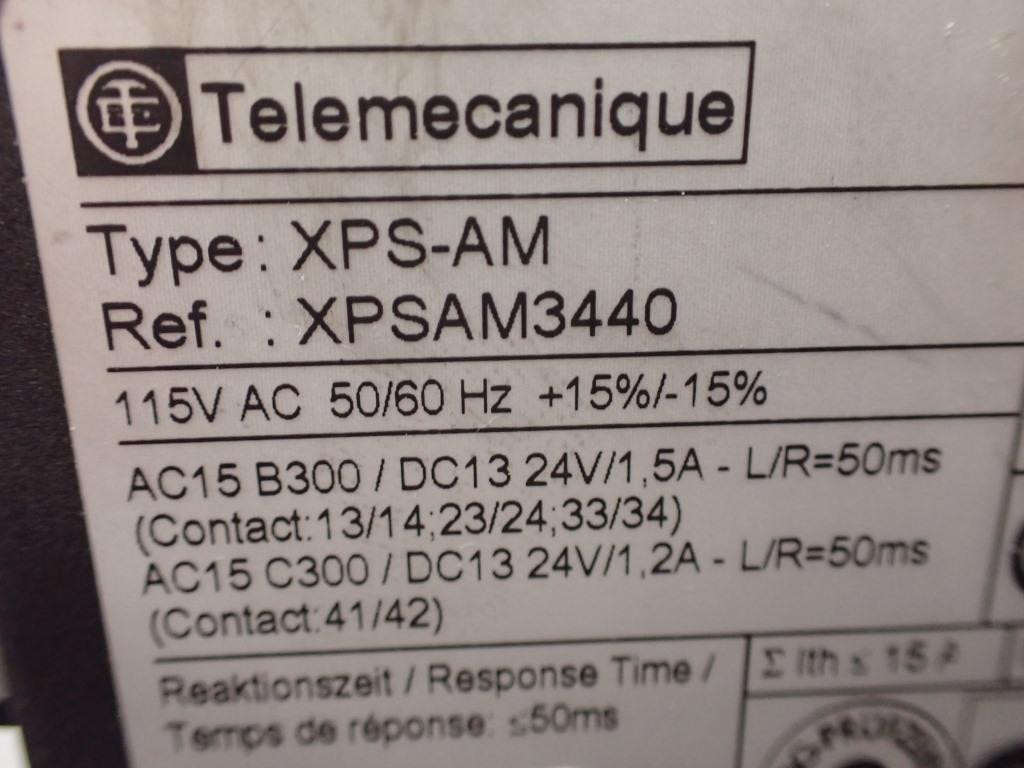 Telemecanique
Type: XPS-AM
Ref. : XPSAM3440
115V AC 50/60 Hz +15%/-15%
AC15 B300 / DC13 24V/1,5A - L/R=50ms
(Contact:13/14;23/24;33/34)
AC15 C300 / DC13 24V/1,2A - L/R=50ms
(Contact:41/42)
Reaktionszeit / Response Time /
Temps de réponse: ≤50ms
Σ Ith ≤ 15A